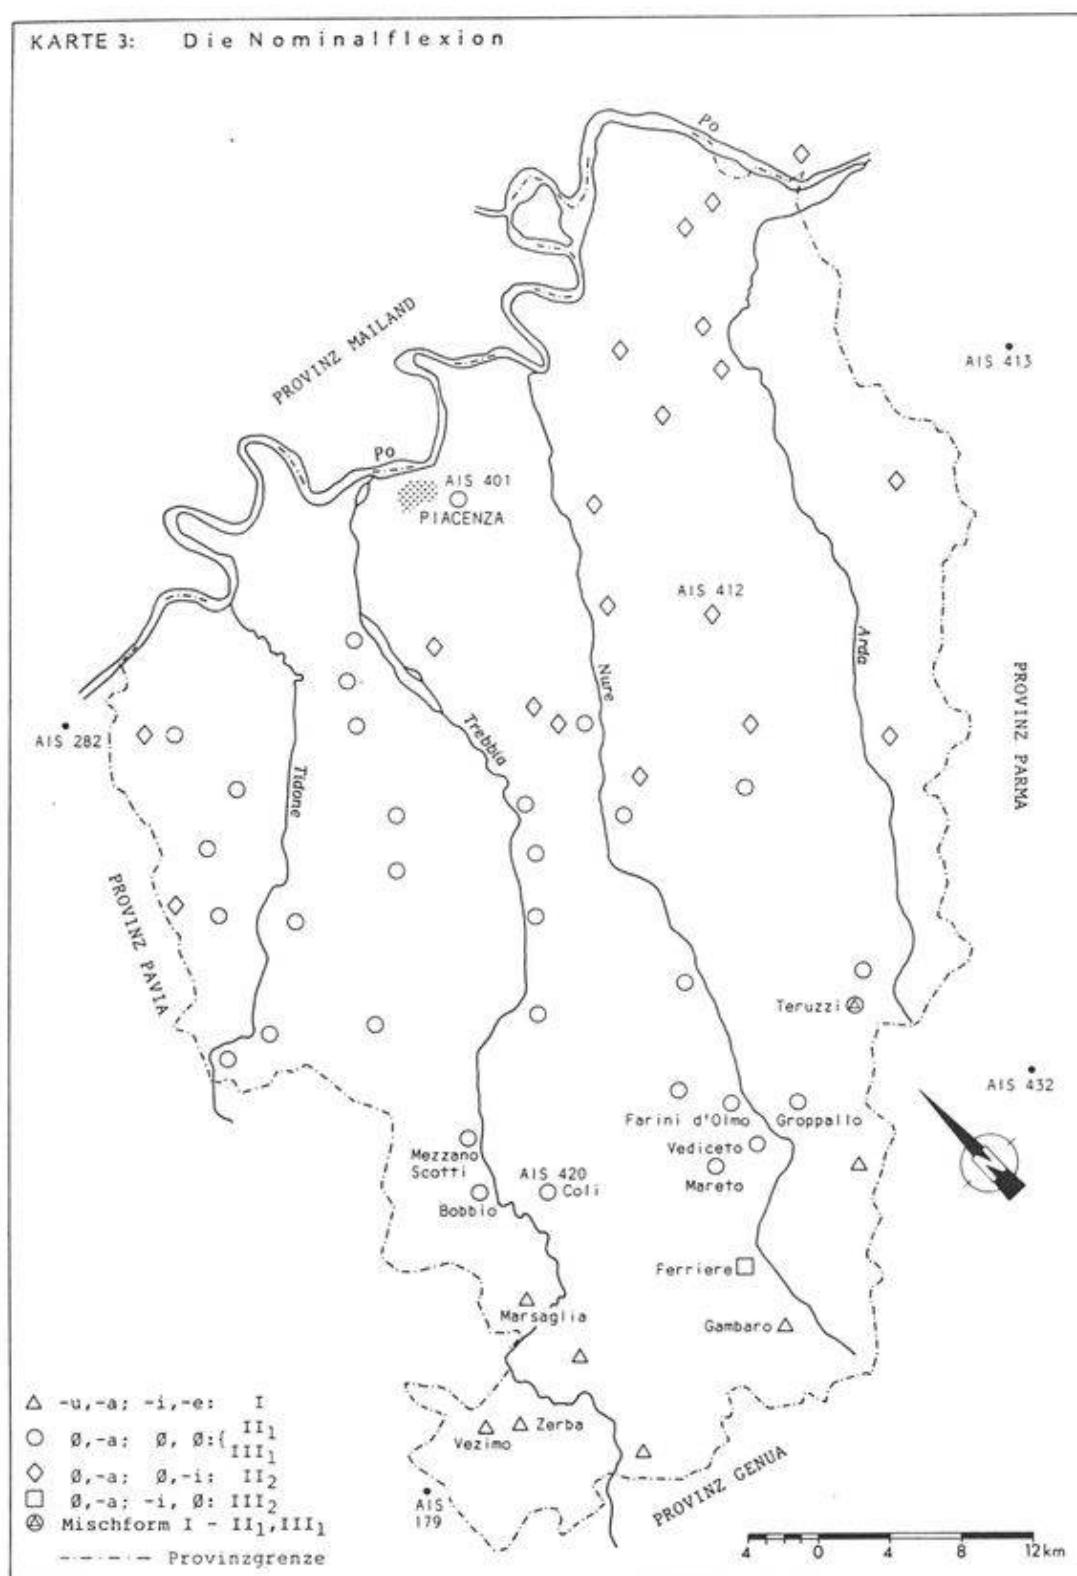 KARTE 3: Die Nominalflexion
Po
PROVINZ MAILAND
AIS 413
Po
AIS 401
PIACENZA
AIS 412
Nure
Arda
PROVINZ PARMA
AIS 282
Trebbia
Tidone
PROVINZ PAVIA
Teruzzi
AIS 432
Farini d'Olmo
Groppallo
Mezzano
Scotti
Vediceto
AIS 420
Coli
Mareto
Bobbio
Ferriere
Marsaglia
Gambaro
N
Zerba
Vezimo
PROVINZ GENUA
AIS
179
-u,-a; -i,-e: I
Ø,-a; Ø, Ø:{ II₁
III₁
Ø,-a; Ø,-i: II₂
Ø,-a; -i, Ø: III₂
Mischform I - II₁,III₁
Provinzgrenze
4 0 4 8 12km